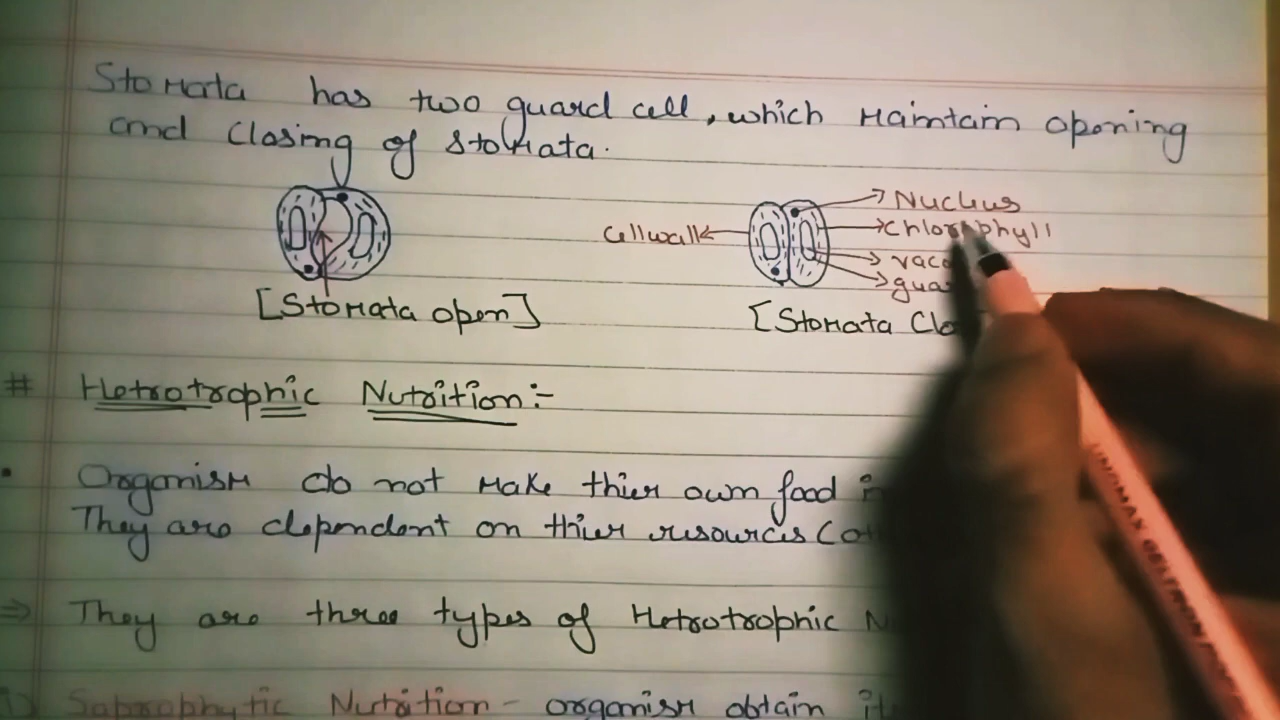 Stomata has two guard cell, which maintain opening
and closing of stomata.
Nucleus
cellwall
chlorophyll
[Stomata open]
[Stomata
# Hetrotrophic Nutrition:-
• Organism do not make thier own food
They are dependent on thier resources
⇒ They are three types of Hetrotrophic
i) Saprophytic Nutrition - organism obtain